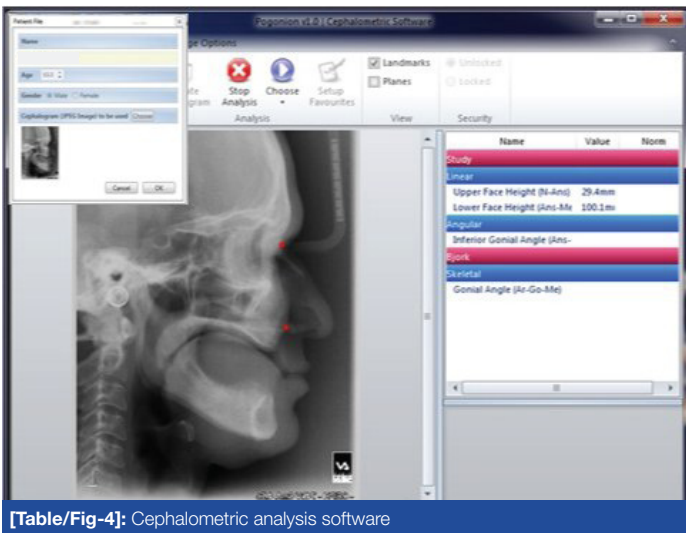 Patient File
Pogonion v1.0 | Cephalometric Software
Name
Age
Gender Male Female
Cephalogram (JPEG Image) to be used Choose
Cancel OK
ge Options
Stop Analysis
Choose
Setup Favourites
Landmarks
Planes
Unlocked
Locked
Analysis View Security
Name Value Norm
Study
Linear
Upper Face Height (N-Ans) 29.4mm
Lower Face Height (Ans-Me 100.1m
Angular
Inferior Gonial Angle (Ans-
Bjork
Skeletal
Gonial Angle (Ar-Go-Me)
[Table/Fig-4]: Cephalometric analysis software